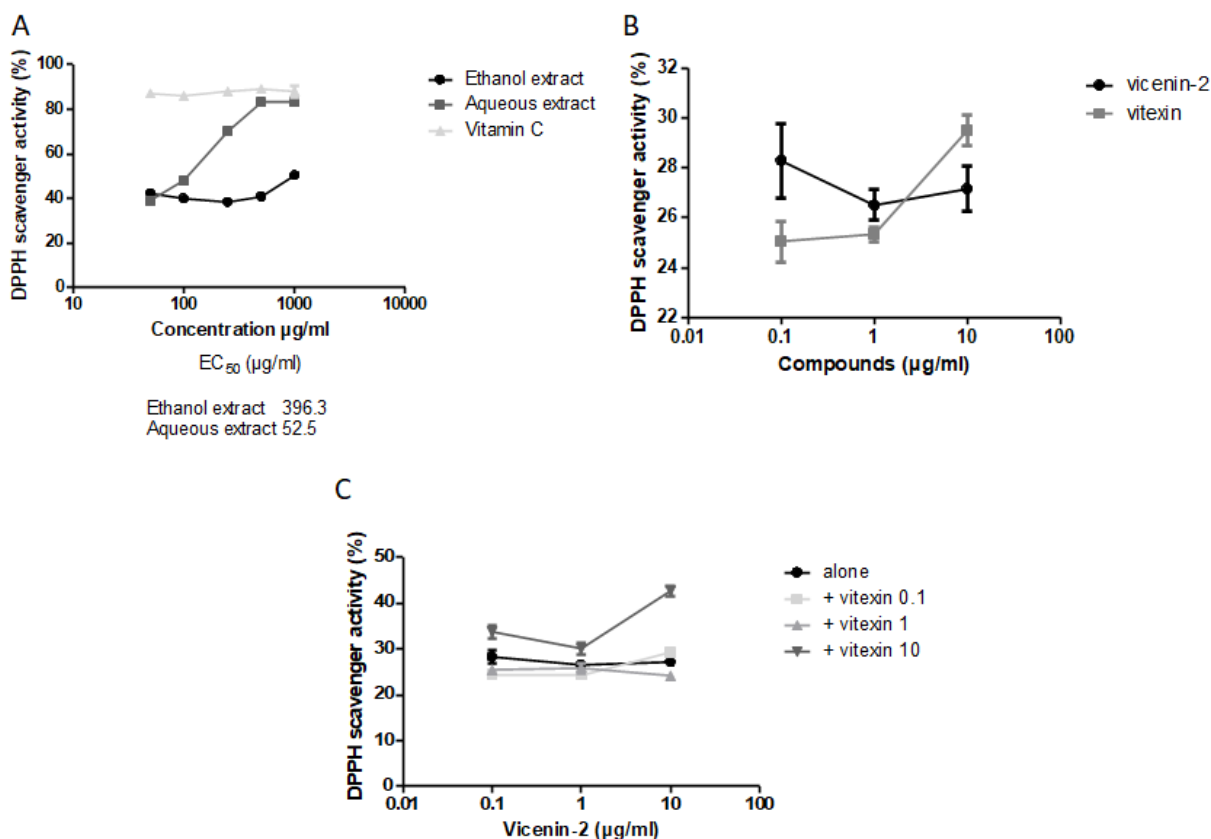 A
DPPH scavenger activity (%)
100
80
60
40
20
0
10
100
1000
10000
Concentration µg/ml
Ethanol extract
Aqueous extract
Vitamin C
EC50 (µg/ml)
Ethanol extract 396.3
Aqueous extract 52.5
B
DPPH scavenger activity (%)
32
30
28
26
24
22
0.01
0.1
1
10
100
Compounds (µg/ml)
vicenin-2
vitexin
C
DPPH scavenger activity (%)
50
40
30
20
10
0
0.01
0.1
1
10
100
Vicenin-2 (µg/ml)
alone
+ vitexin 0.1
+ vitexin 1
+ vitexin 10